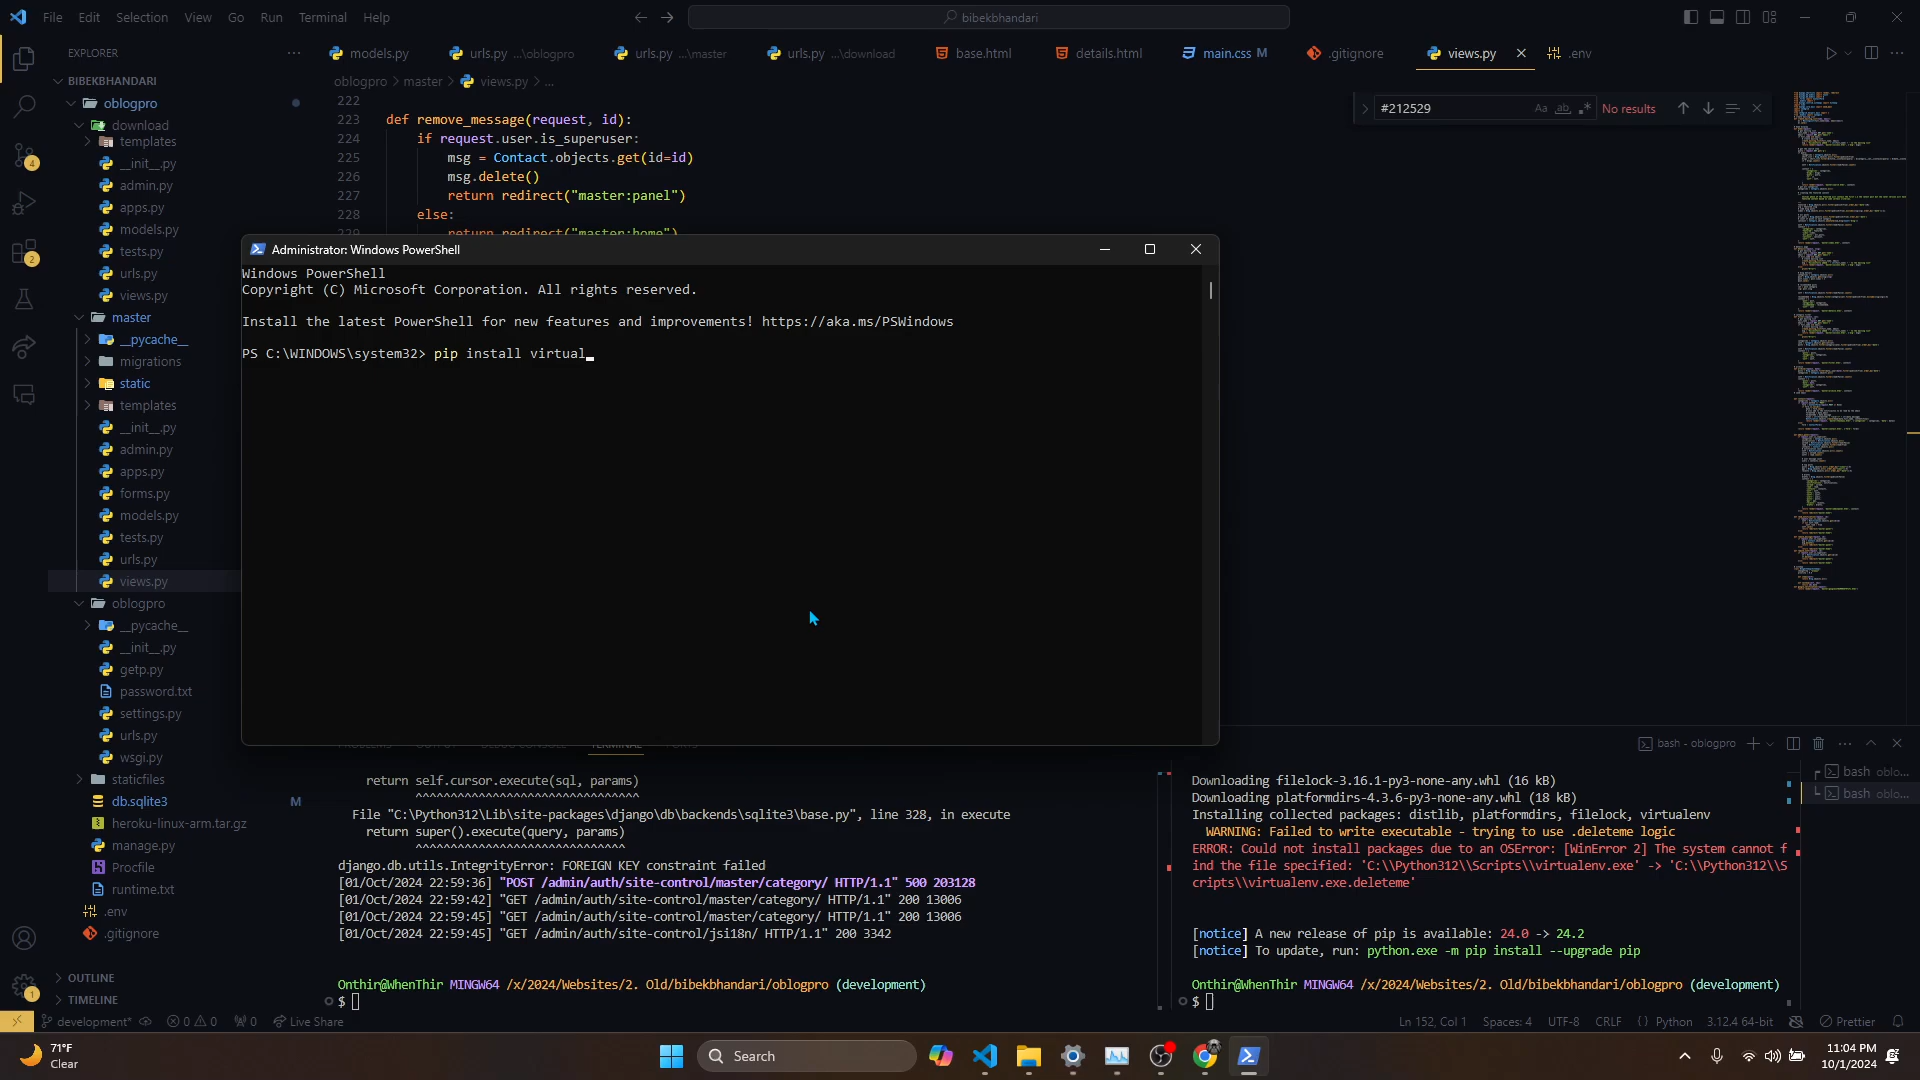 File Edit Selection View Go Run Terminal Help
bibekbhandari
EXPLORER
models.py
urls.py ...\oblogpro
urls.py ...\master
urls.py ...\download
base.html
details.html
main.css M
.gitignore
views.py
.env
BIBEKBHANDARI
oblogpro > master > views.py > ...
#212529
No results
oblogpro
download
templates
__init__.py
admin.py
apps.py
models.py
tests.py
urls.py
views.py
master
__pycache__
migrations
static
templates
__init__.py
admin.py
apps.py
forms.py
models.py
tests.py
urls.py
views.py
oblogpro
__pycache__
__init__.py
getp.py
password.txt
settings.py
urls.py
wsgi.py
staticfiles
db.sqlite3 M
heroku-linux-arm.tar.gz
manage.py
Procfile
runtime.txt
.env
.gitignore
OUTLINE
TIMELINE
222
223 def remove_message(request, id):
224 if request.user.is_superuser:
225 msg = Contact.objects.get(id=id)
226 msg.delete()
227 return redirect("master:panel")
228 else:
return redirect("master:home")
Administrator: Windows PowerShell
Windows PowerShell
Copyright (C) Microsoft Corporation. All rights reserved.
Install the latest PowerShell for new features and improvements! https://aka.ms/PSWindows
PS C:\WINDOWS\system32> pip install virtual_
TERMINAL
bash - oblogpro
return self.cursor.execute(sql, params)
^^^^^^^^^^^^^^^^^^^^^^^^^^^^^^^^
File "C:\Python312\Lib\site-packages\django\db\backends\sqlite3\base.py", line 328, in execute
return super().execute(query, params)
^^^^^^^^^^^^^^^^^^^^^^^^^^^^^^
django.db.utils.IntegrityError: FOREIGN KEY constraint failed
[01/Oct/2024 22:59:36] "POST /admin/auth/site-control/master/category/ HTTP/1.1" 500 203128
[01/Oct/2024 22:59:42] "GET /admin/auth/site-control/master/category/ HTTP/1.1" 200 13006
[01/Oct/2024 22:59:45] "GET /admin/auth/site-control/master/category/ HTTP/1.1" 200 13006
[01/Oct/2024 22:59:45] "GET /admin/auth/site-control/jsi18n/ HTTP/1.1" 200 3342
Onthir@WhenThir MINGW64 /x/2024/Websites/2. Old/bibekbhandari/oblogpro (development)
$
Downloading filelock-3.16.1-py3-none-any.whl (16 kB)
Downloading platformdirs-4.3.6-py3-none-any.whl (18 kB)
Installing collected packages: distlib, platformdirs, filelock, virtualenv
WARNING: Failed to write executable - trying to use .deleteme logic
ERROR: Could not install packages due to an OSError: [WinError 2] The system cannot f
ind the file specified: 'C:\\Python312\\Scripts\\virtualenv.exe' -> 'C:\\Python312\\S
cripts\\virtualenv.exe.deleteme'
[notice] A new release of pip is available: 24.0 -> 24.2
[notice] To update, run: python.exe -m pip install --upgrade pip
Onthir@WhenThir MINGW64 /x/2024/Websites/2. Old/bibekbhandari/oblogpro (development)
$
bash oblo...
bash oblo...
development* 0 0 0 Live Share
Ln 152, Col 1 Spaces: 4 UTF-8 CRLF { } Python 3.12.4 64-bit Prettier
71°F
Clear
Search
11:04 PM
10/1/2024